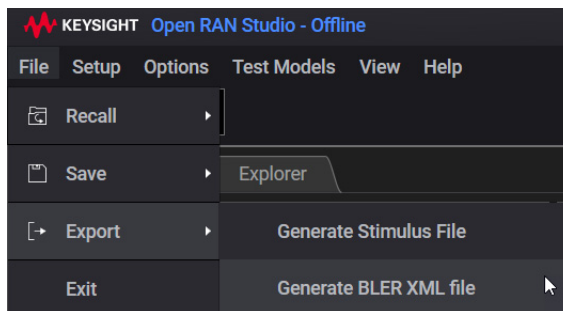 KEYSIGHT Open RAN Studio - Offline
File Setup Options Test Models View Help
Recall
Save Explorer
Export Generate Stimulus File
Exit Generate BLER XML file